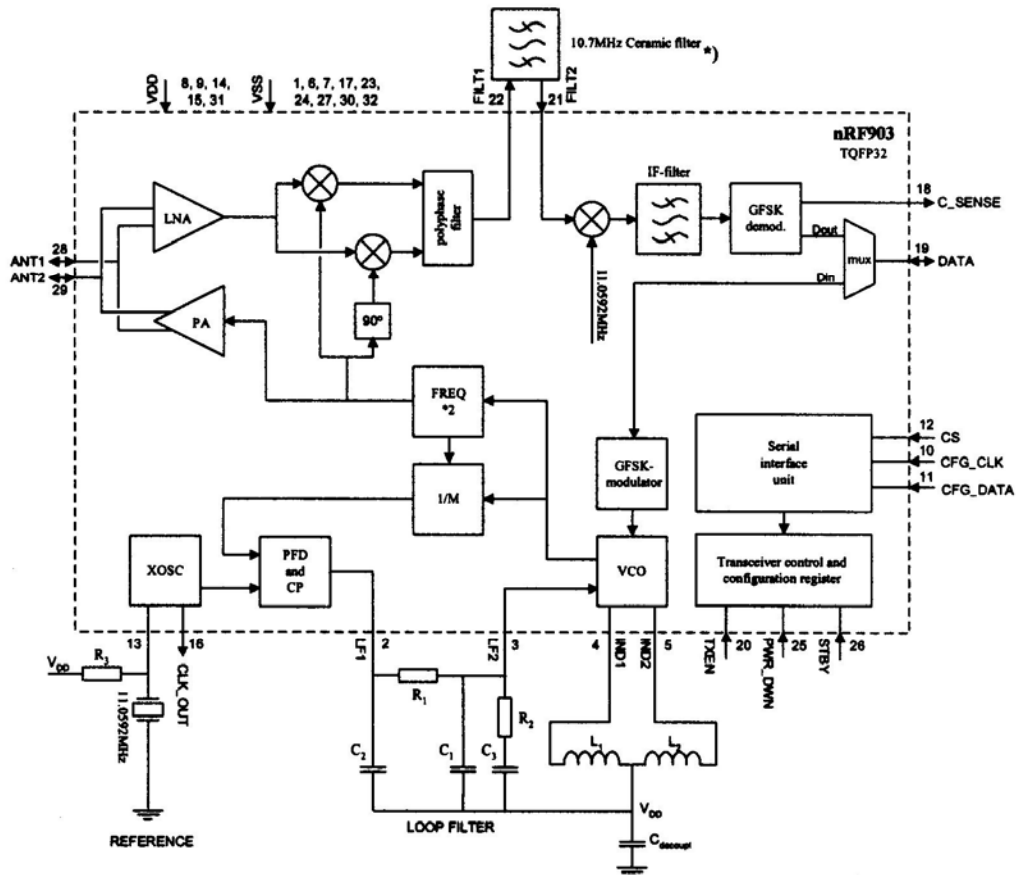 10.7MHz Ceramic filter *)
FILT1
FILT2
22
21
VDD
8, 9, 14,
15, 31
VSS
1, 6, 7, 17, 23,
24, 27, 30, 32
nRF903
TQFP32
LNA
polyphase
filter
IF-filter
GFSK
demod.
18
C_SENSE
Dout
mux
19
DATA
Din
11.0592MHz
28
ANT1
ANT2
29
PA
90°
FREQ
*2
1/M
GFSK-
modulator
Serial
interface
unit
12
CS
10
CFG_CLK
11
CFG_DATA
XOSC
PFD
and
CP
VCO
Transceiver control and
configuration register
13
16
LF1
2
LF2
3
4
IND1
IND2
5
TXEN
20
PWR_DWN
25
STBY
26
VDD
R3
CLK_OUT
11.0592MHz
R1
R2
C2
C1
C3
L1
L2
VDD
Cdecoupl
LOOP FILTER
REFERENCE